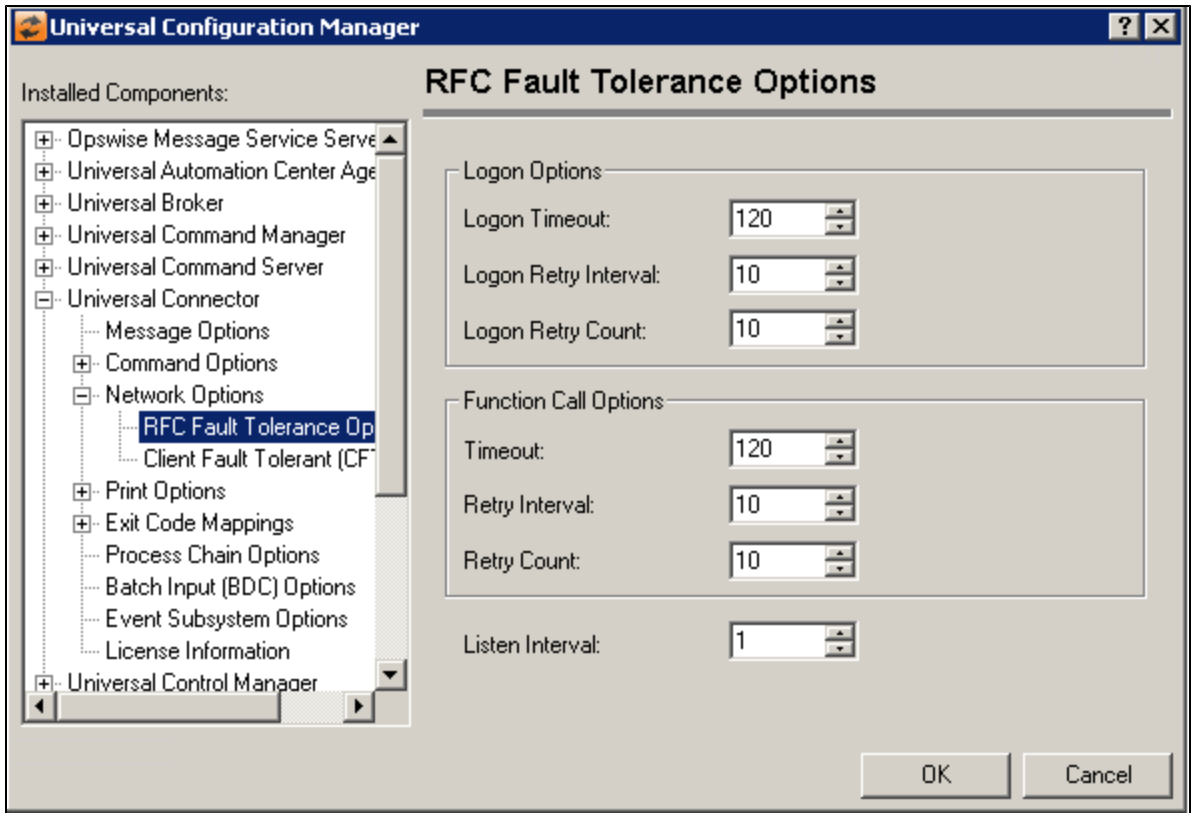 Universal Configuration Manager
Installed Components:
Opswise Message Service Serve
Universal Automation Center Age
Universal Broker
Universal Command Manager
Universal Command Server
Universal Connector
Message Options
Command Options
Network Options
RFC Fault Tolerance Op
Client Fault Tolerant (CFT
Print Options
Exit Code Mappings
Process Chain Options
Batch Input (BDC) Options
Event Subsystem Options
License Information
Universal Control Manager
RFC Fault Tolerance Options
Logon Options
Logon Timeout: 120
Logon Retry Interval: 10
Logon Retry Count: 10
Function Call Options
Timeout: 120
Retry Interval: 10
Retry Count: 10
Listen Interval: 1
OK Cancel